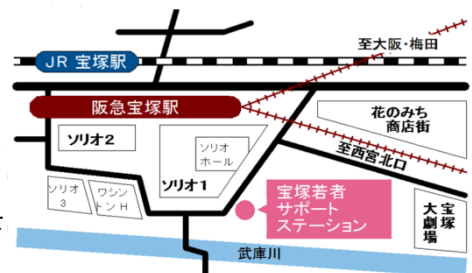 至大阪・梅田
JR 宝塚駅
阪急宝塚駅
花のみち
商店街
ソリオ2
ソリオ
ホール
至西宮北口
ソリオ1
ソリオ
3
ワシン
トンH
宝塚若者
サポート
ステーション
宝塚
大劇場
武庫川